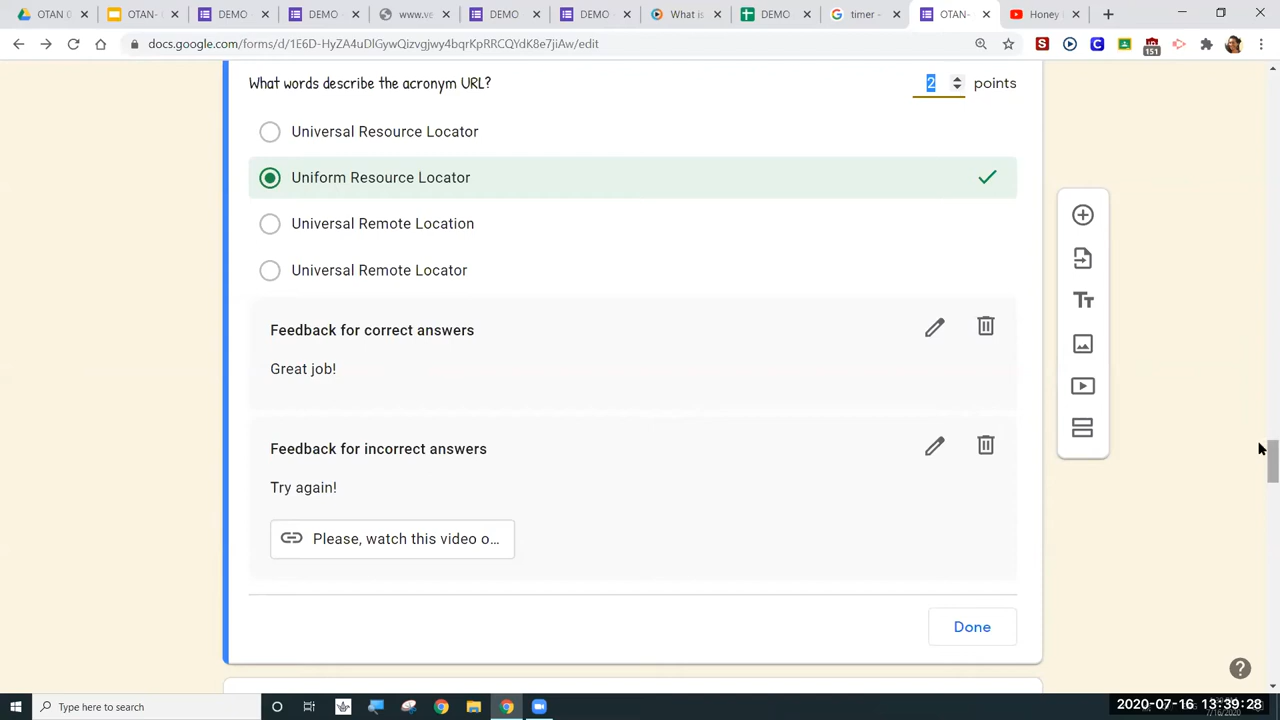 OTAN 0
OTAN-
DEMO
DEMO
www.ve
DEMO
DEMO
What is
DEMO
timer -
OTAN-
Honey
docs.google.com/forms/d/1E6D-HyZA4uDlGywQizvgJwy4bqrKpRRCQYdK8e7jiAw/edit
151
What words describe the acronym URL?
2 points
Universal Resource Locator
Uniform Resource Locator
Universal Remote Location
Universal Remote Locator
Feedback for correct answers
Great job!
Feedback for incorrect answers
Try again!
Please, watch this video o...
Done
Type here to search
2020-07-16 13:39:28